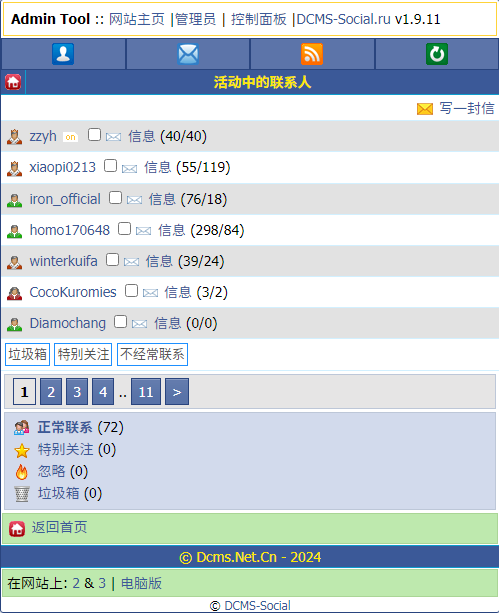 Admin Tool :: 网站主页 |管理员 | 控制面板 |DCMS-Social.ru v1.9.11
活动中的联系人
写一封信
zzyh on 信息 (40/40)
xiaopi0213 信息 (55/119)
iron_official 信息 (76/18)
homo170648 信息 (298/84)
winterkuifa 信息 (39/24)
CocoKuromies 信息 (3/2)
Diamochang 信息 (0/0)
垃圾箱 特别关注 不经常联系
1 2 3 4 .. 11 >
正常联系 (72)
特别关注 (0)
忽略 (0)
垃圾箱 (0)
返回首页
© Dcms.Net.Cn - 2024
在网站上: 2 & 3 | 电脑版
© DCMS-Social